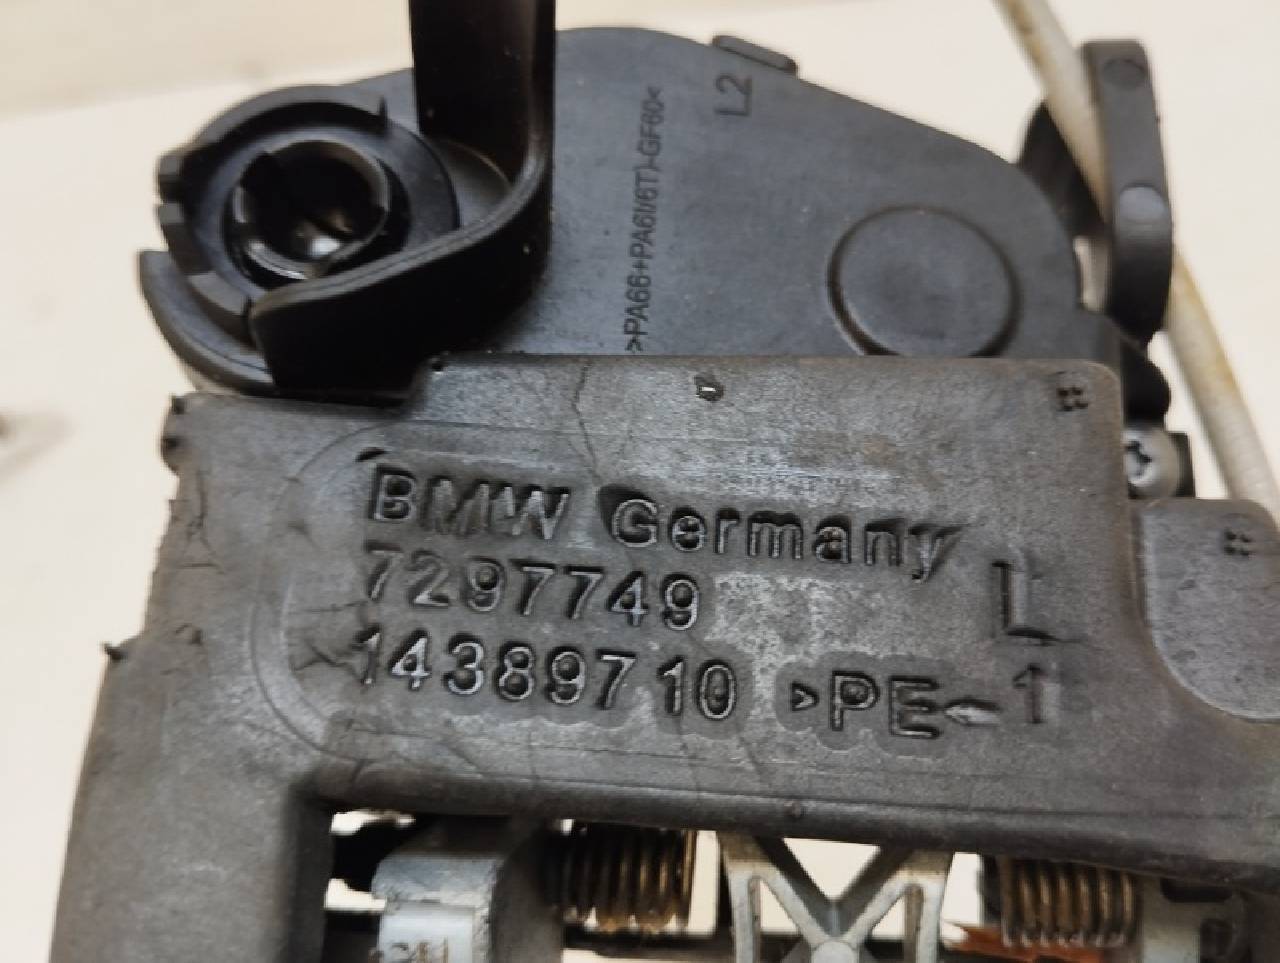 L2
>PA66+PA6I/6T)-GF60<
BMW Germany
7297749 L
14389710 >PE< 1